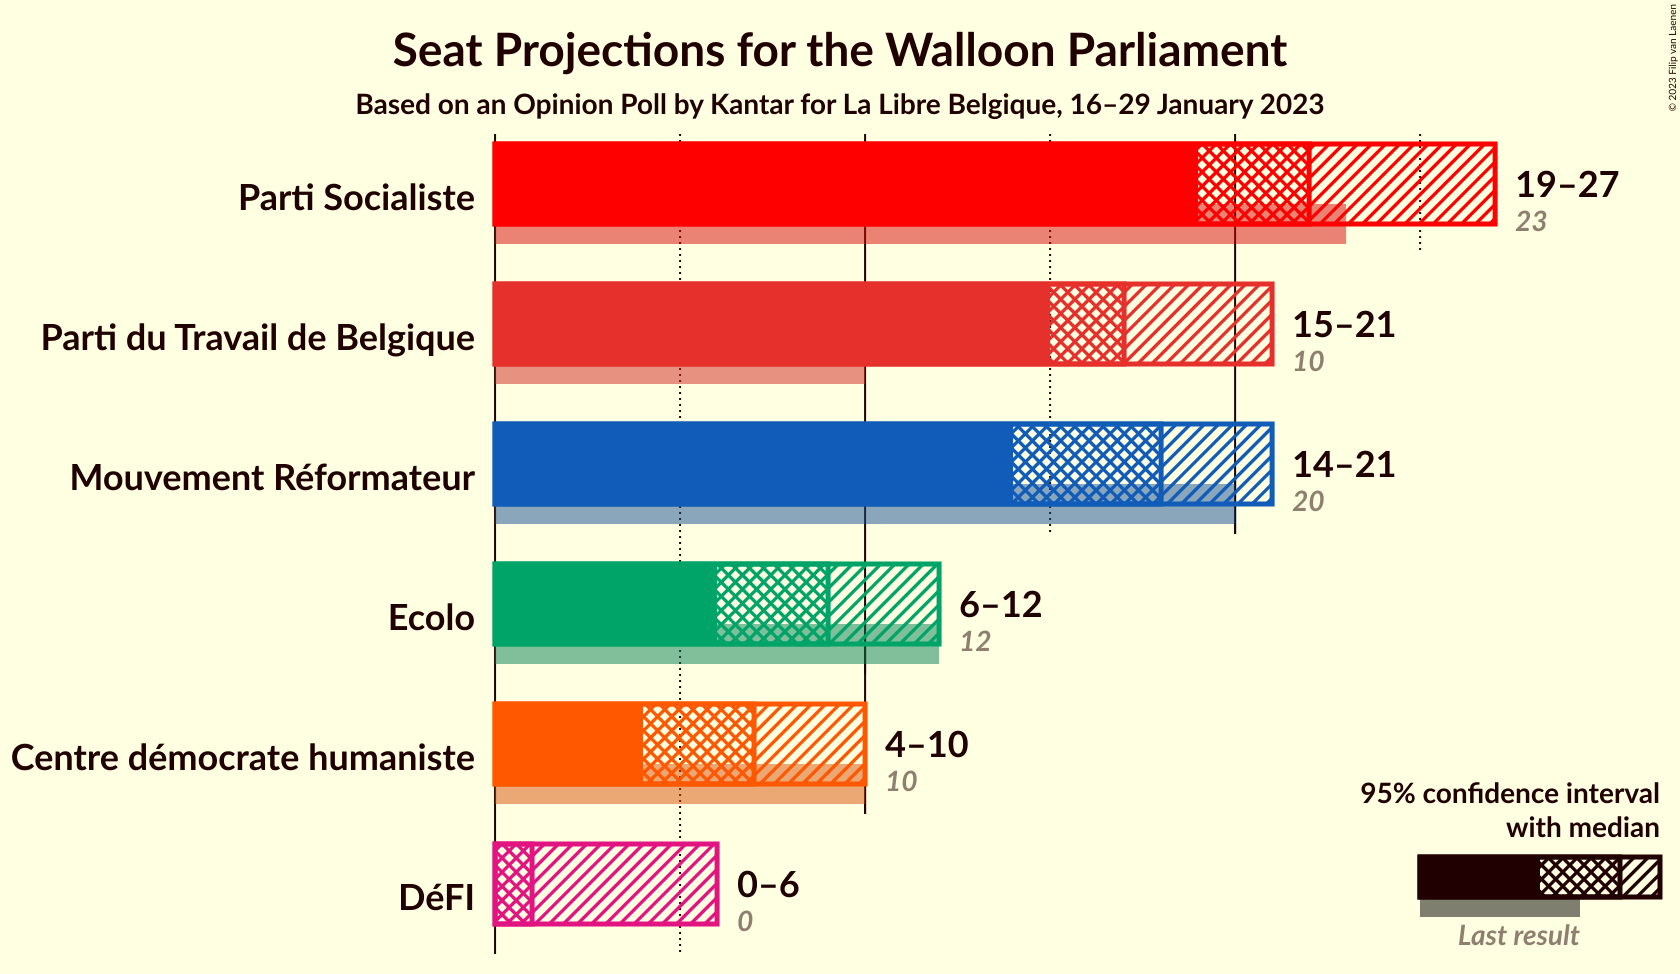 Seat Projections for the Walloon Parliament
Based on an Opinion Poll by Kantar for La Libre Belgique, 16–29 January 2023
© 2023 Filip van Laenen
Parti Socialiste
19–27
23
Parti du Travail de Belgique
15–21
10
Mouvement Réformateur
14–21
20
Ecolo
6–12
12
Centre démocrate humaniste
4–10
10
DéFI
0–6
0
95% confidence interval
with median
Last result